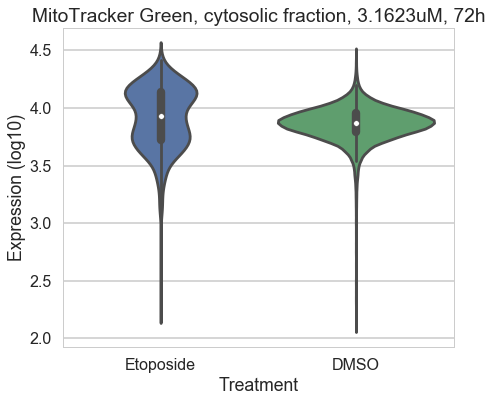 MitoTracker Green, cytosolic fraction, 3.1623uM, 72h
4.5
4.0
3.5
3.0
2.5
2.0
Expression (log10)
Etoposide DMSO
Treatment